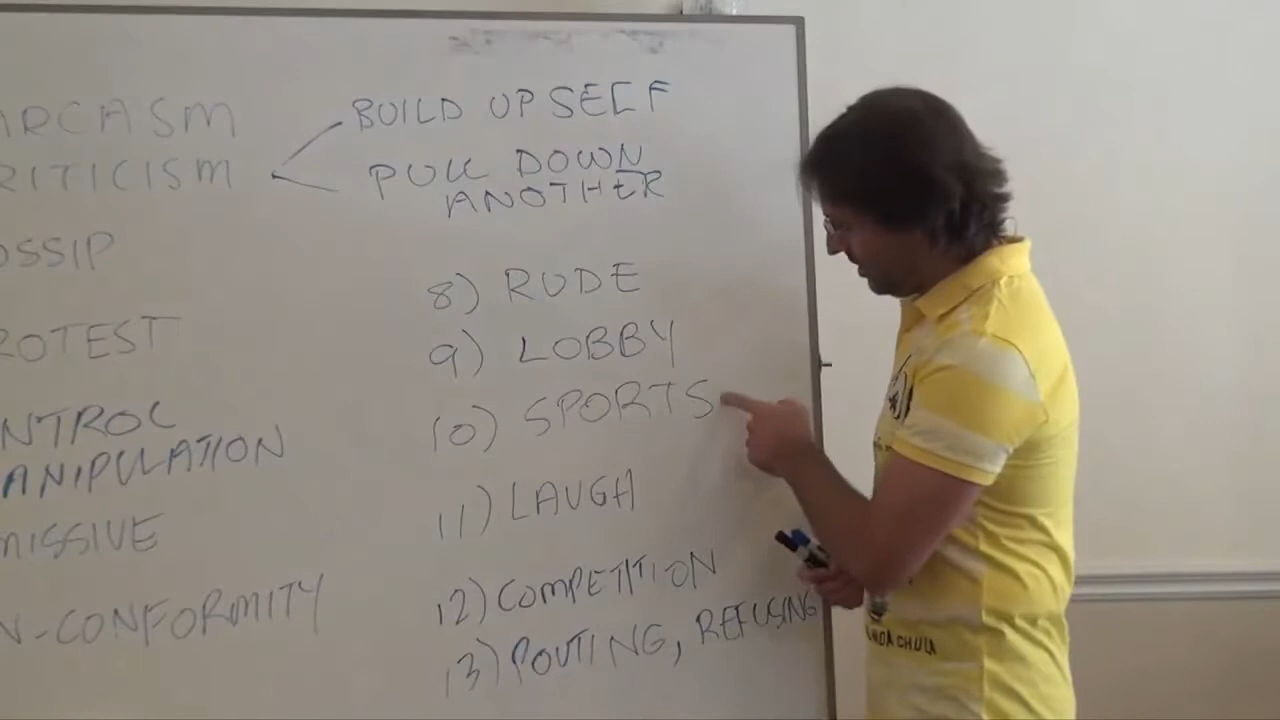 ARCASM
RITICISM
OSSIP
ROTEST
NTROL
ANIPULATION
MISSIVE
N-CONFORMITY
BUILD UP SELF
PULL DOWN
ANOTHER
8) RUDE
9) LOBBY
10) SPORTS
11) LAUGH
12) COMPETITION
13) POUTING, REFUSING